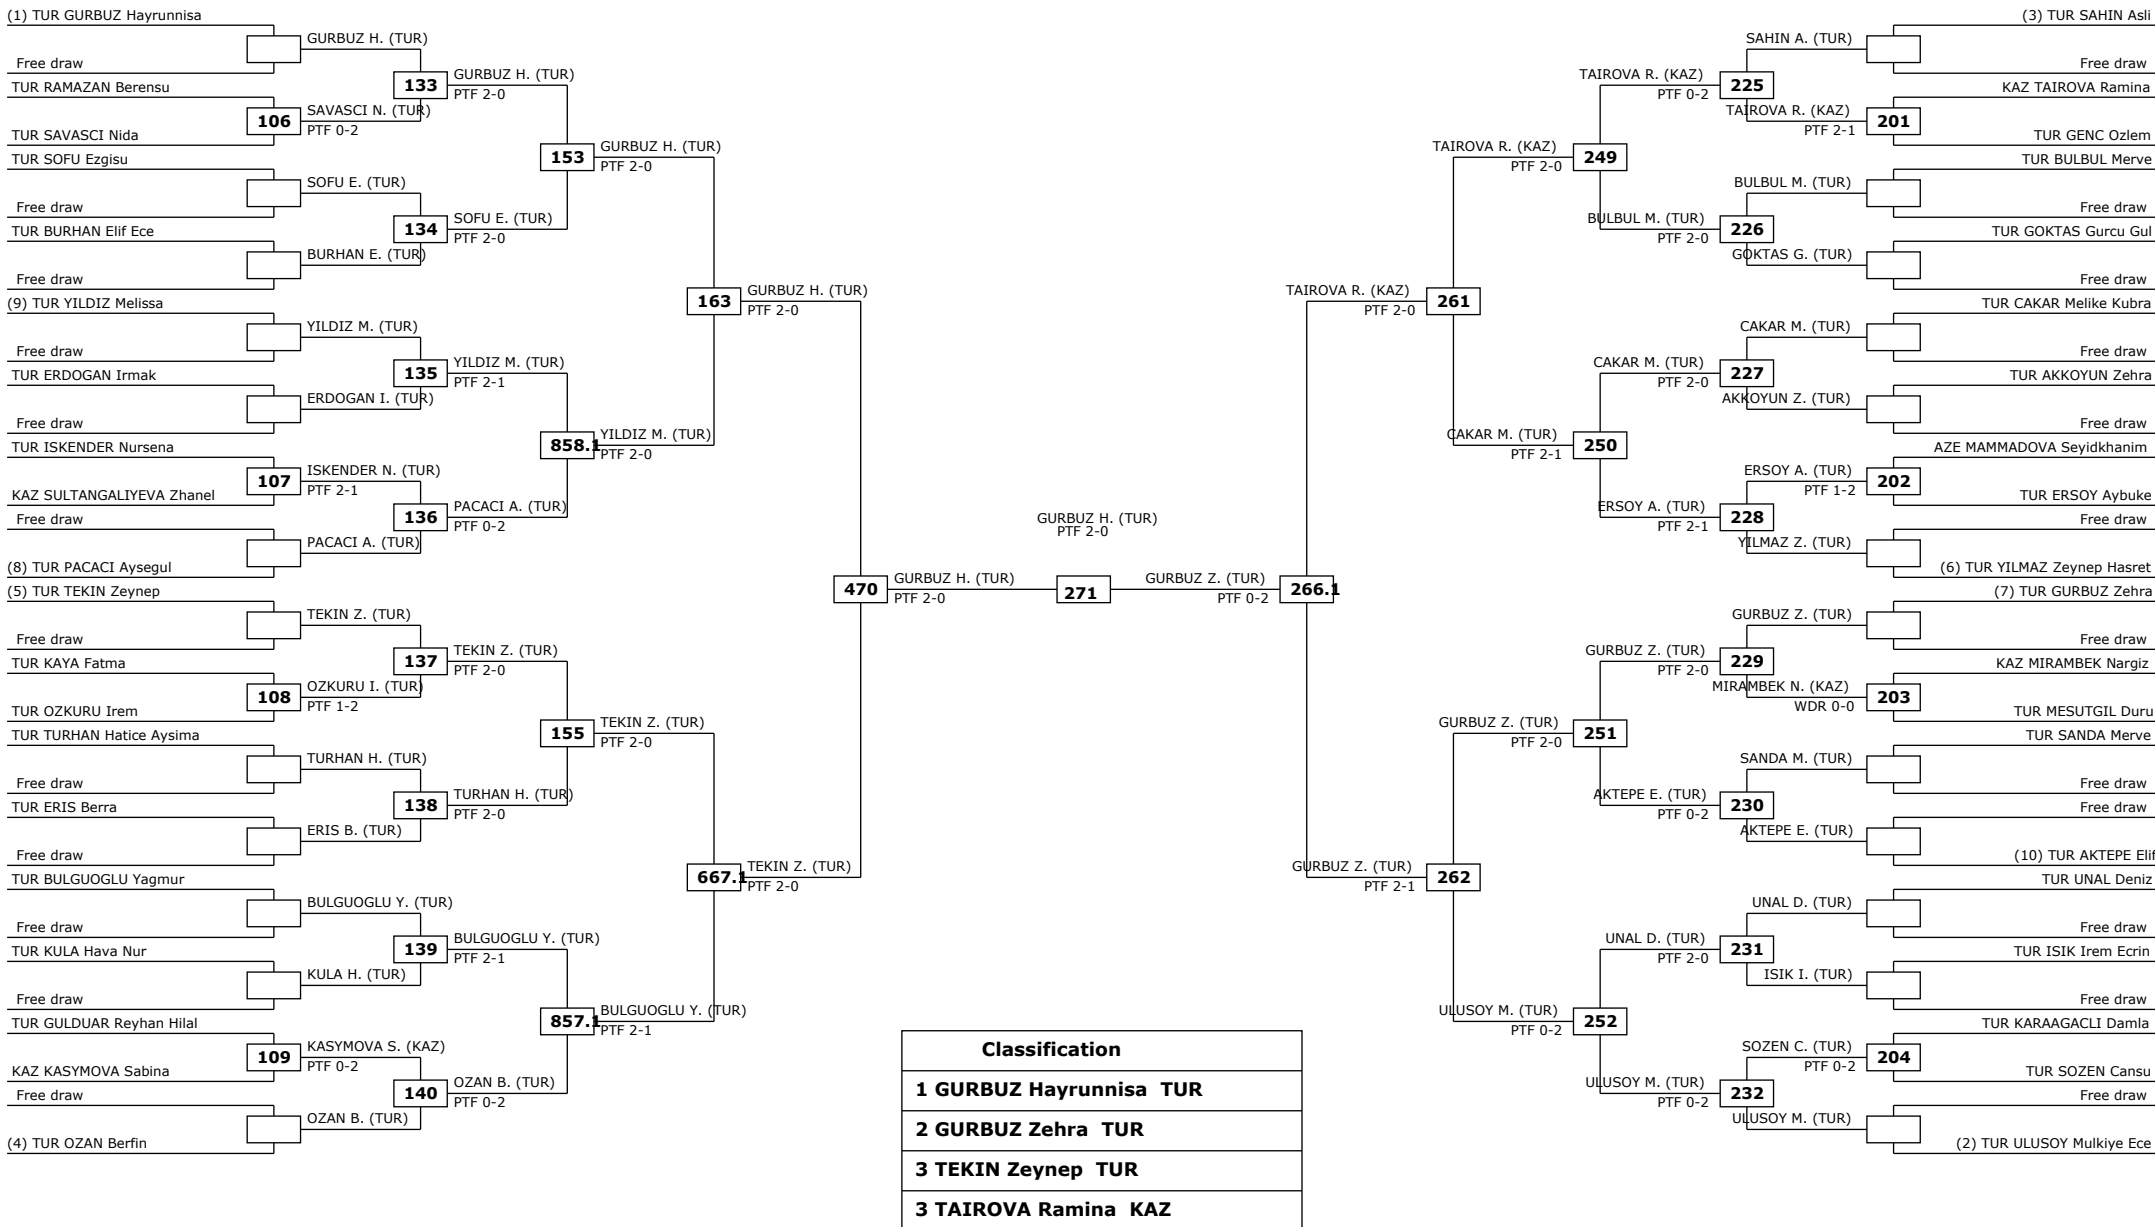 (1) TUR GURBUZ Hayrunnisa
Free draw
TUR RAMAZAN Berensu
TUR SAVASCI Nida
TUR SOFU Ezgisu
Free draw
TUR BURHAN Elif Ece
Free draw
(9) TUR YILDIZ Melissa
Free draw
TUR ERDOGAN Irmak
Free draw
TUR ISKENDER Nursena
KAZ SULTANGALIYEVA Zhanel
Free draw
(8) TUR PACACI Aysegul
(5) TUR TEKIN Zeynep
Free draw
TUR KAYA Fatma
TUR OZKURU Irem
TUR TURHAN Hatice Aysima
Free draw
TUR ERIS Berra
Free draw
TUR BULGUOGLU Yagmur
Free draw
TUR KULA Hava Nur
Free draw
TUR GULDUAR Reyhan Hilal
KAZ KASYMOVA Sabina
Free draw
(4) TUR OZAN Berfin
GURBUZ H. (TUR)
106
SAVASCI N. (TUR)
PTF 0-2
SOFU E. (TUR)
BURHAN E. (TUR)
YILDIZ M. (TUR)
ERDOGAN I. (TUR)
107
ISKENDER N. (TUR)
PTF 2-1
PACACI A. (TUR)
TEKIN Z. (TUR)
108
OZKURU I. (TUR)
PTF 1-2
TURHAN H. (TUR)
ERIS B. (TUR)
BULGUOGLU Y. (TUR)
KULA H. (TUR)
109
KASYMOVA S. (KAZ)
PTF 0-2
OZAN B. (TUR)
133
GURBUZ H. (TUR)
PTF 2-0
134
SOFU E. (TUR)
PTF 2-0
135
YILDIZ M. (TUR)
PTF 2-1
136
PACACI A. (TUR)
PTF 0-2
137
TEKIN Z. (TUR)
PTF 2-0
138
TURHAN H. (TUR)
PTF 2-0
139
BULGUOGLU Y. (TUR)
PTF 2-1
140
OZAN B. (TUR)
PTF 0-2
153
GURBUZ H. (TUR)
PTF 2-0
858.1
YILDIZ M. (TUR)
PTF 2-0
155
TEKIN Z. (TUR)
PTF 2-0
857.1
BULGUOGLU Y. (TUR)
PTF 2-1
163
GURBUZ H. (TUR)
PTF 2-0
667.1
TEKIN Z. (TUR)
PTF 2-0
470
GURBUZ H. (TUR)
PTF 2-0
GURBUZ H. (TUR)
PTF 2-0
271
GURBUZ Z. (TUR)
PTF 0-2
266.1
TAIROVA R. (KAZ)
PTF 2-0
261
GURBUZ Z. (TUR)
PTF 2-1
262
TAIROVA R. (KAZ)
PTF 2-0
249
CAKAR M. (TUR)
PTF 2-1
250
GURBUZ Z. (TUR)
PTF 2-0
251
ULUSOY M. (TUR)
PTF 0-2
252
TAIROVA R. (KAZ)
PTF 0-2
225
BULBUL M. (TUR)
PTF 2-0
226
CAKAR M. (TUR)
PTF 2-0
227
ERSOY A. (TUR)
PTF 2-1
228
GURBUZ Z. (TUR)
PTF 2-0
229
AKTEPE E. (TUR)
PTF 0-2
230
UNAL D. (TUR)
PTF 2-0
231
ULUSOY M. (TUR)
PTF 0-2
232
SAHIN A. (TUR)
TAIROVA R. (KAZ)
PTF 2-1
201
BULBUL M. (TUR)
GOKTAS G. (TUR)
CAKAR M. (TUR)
AKKOYUN Z. (TUR)
ERSOY A. (TUR)
PTF 1-2
202
YILMAZ Z. (TUR)
GURBUZ Z. (TUR)
MIRAMBEK N. (KAZ)
WDR 0-0
203
SANDA M. (TUR)
AKTEPE E. (TUR)
UNAL D. (TUR)
ISIK I. (TUR)
SOZEN C. (TUR)
PTF 0-2
204
ULUSOY M. (TUR)
(3) TUR SAHIN Asli
Free draw
KAZ TAIROVA Ramina
TUR GENC Ozlem
TUR BULBUL Merve
Free draw
TUR GOKTAS Gurcu Gul
Free draw
TUR CAKAR Melike Kubra
Free draw
TUR AKKOYUN Zehra
Free draw
AZE MAMMADOVA Seyidkhanim
TUR ERSOY Aybuke
Free draw
(6) TUR YILMAZ Zeynep Hasret
(7) TUR GURBUZ Zehra
Free draw
KAZ MIRAMBEK Nargiz
TUR MESUTGIL Duru
TUR SANDA Merve
Free draw
Free draw
(10) TUR AKTEPE Elif
TUR UNAL Deniz
Free draw
TUR ISIK Irem Ecrin
Free draw
TUR KARAAGACLI Damla
TUR SOZEN Cansu
Free draw
(2) TUR ULUSOY Mulkiye Ece
Classification
1 GURBUZ Hayrunnisa TUR
2 GURBUZ Zehra TUR
3 TEKIN Zeynep TUR
3 TAIROVA Ramina KAZ